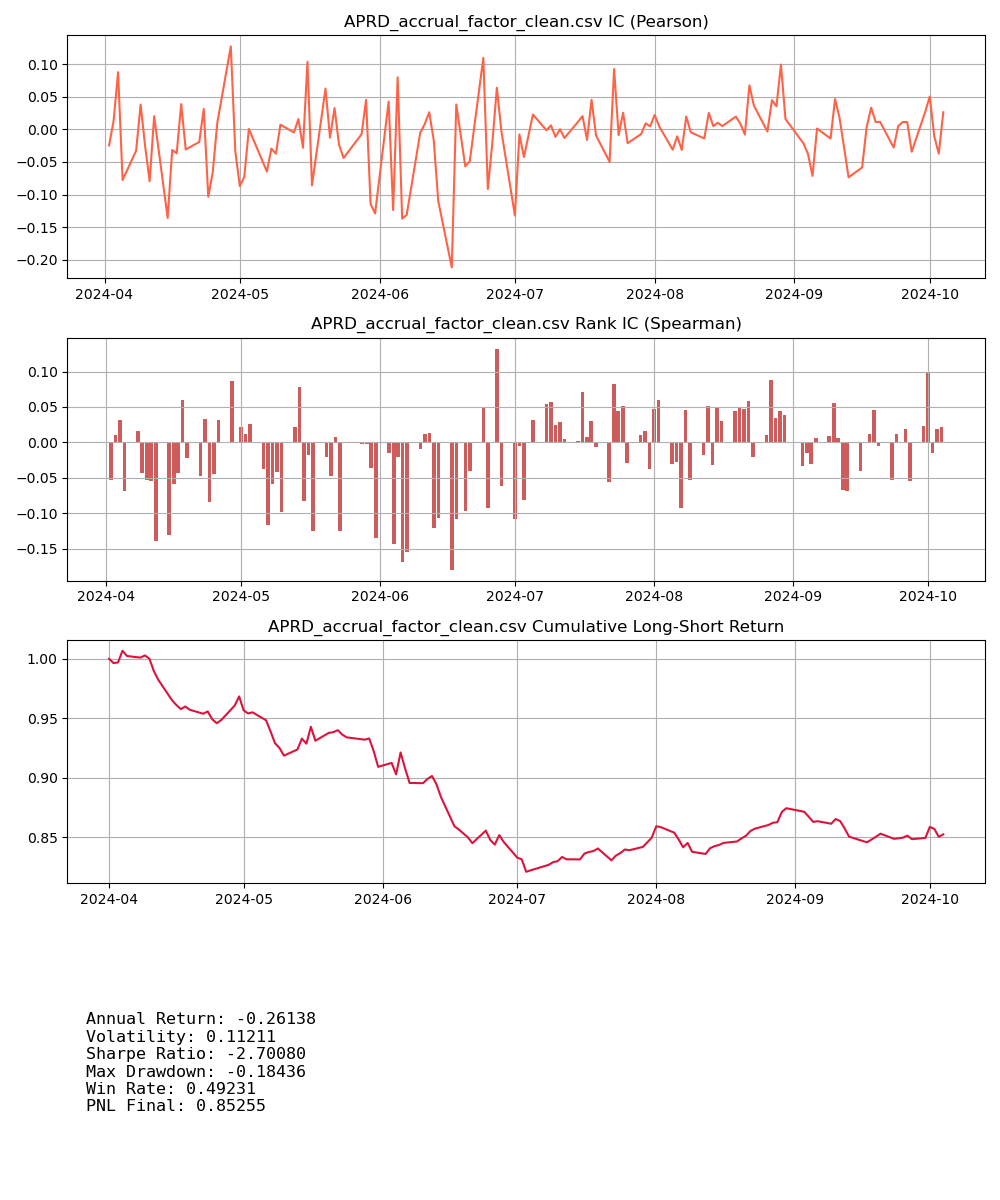 APRD_accrual_factor_clean.csv IC (Pearson)
0.10
0.05
0.00
−0.05
−0.10
−0.15
−0.20
2024-04 2024-05 2024-06 2024-07 2024-08 2024-09 2024-10
APRD_accrual_factor_clean.csv Rank IC (Spearman)
0.10
0.05
0.00
−0.05
−0.10
−0.15
2024-04 2024-05 2024-06 2024-07 2024-08 2024-09 2024-10
APRD_accrual_factor_clean.csv Cumulative Long-Short Return
1.00
0.95
0.90
0.85
2024-04 2024-05 2024-06 2024-07 2024-08 2024-09 2024-10
Annual Return: -0.26138
Volatility: 0.11211
Sharpe Ratio: -2.70080
Max Drawdown: -0.18436
Win Rate: 0.49231
PNL Final: 0.85255